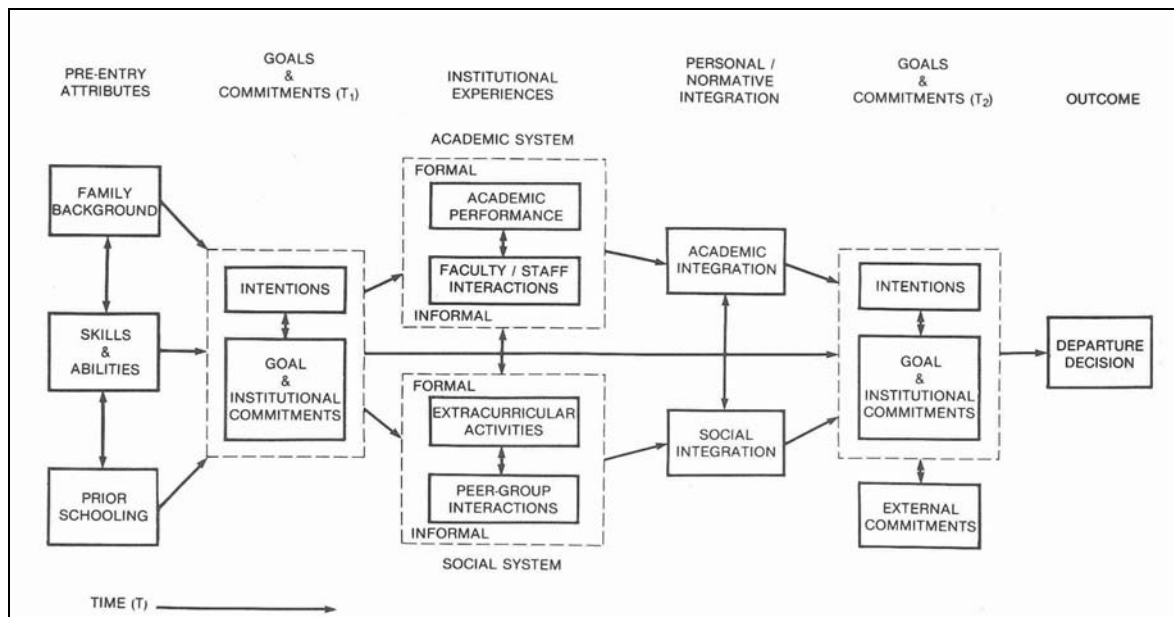 PRE-ENTRY
ATTRIBUTES
GOALS
&
COMMITMENTS (T₁)
INSTITUTIONAL
EXPERIENCES
PERSONAL /
NORMATIVE
INTEGRATION
GOALS
&
COMMITMENTS (T₂)
OUTCOME
FAMILY
BACKGROUND
SKILLS
&
ABILITIES
PRIOR
SCHOOLING
INTENTIONS
GOAL
&
INSTITUTIONAL
COMMITMENTS
ACADEMIC SYSTEM
FORMAL
ACADEMIC
PERFORMANCE
FACULTY / STAFF
INTERACTIONS
INFORMAL
FORMAL
EXTRACURRICULAR
ACTIVITIES
PEER-GROUP
INTERACTIONS
INFORMAL
SOCIAL SYSTEM
ACADEMIC
INTEGRATION
SOCIAL
INTEGRATION
INTENTIONS
GOAL
&
INSTITUTIONAL
COMMITMENTS
EXTERNAL
COMMITMENTS
DEPARTURE
DECISION
TIME (T)